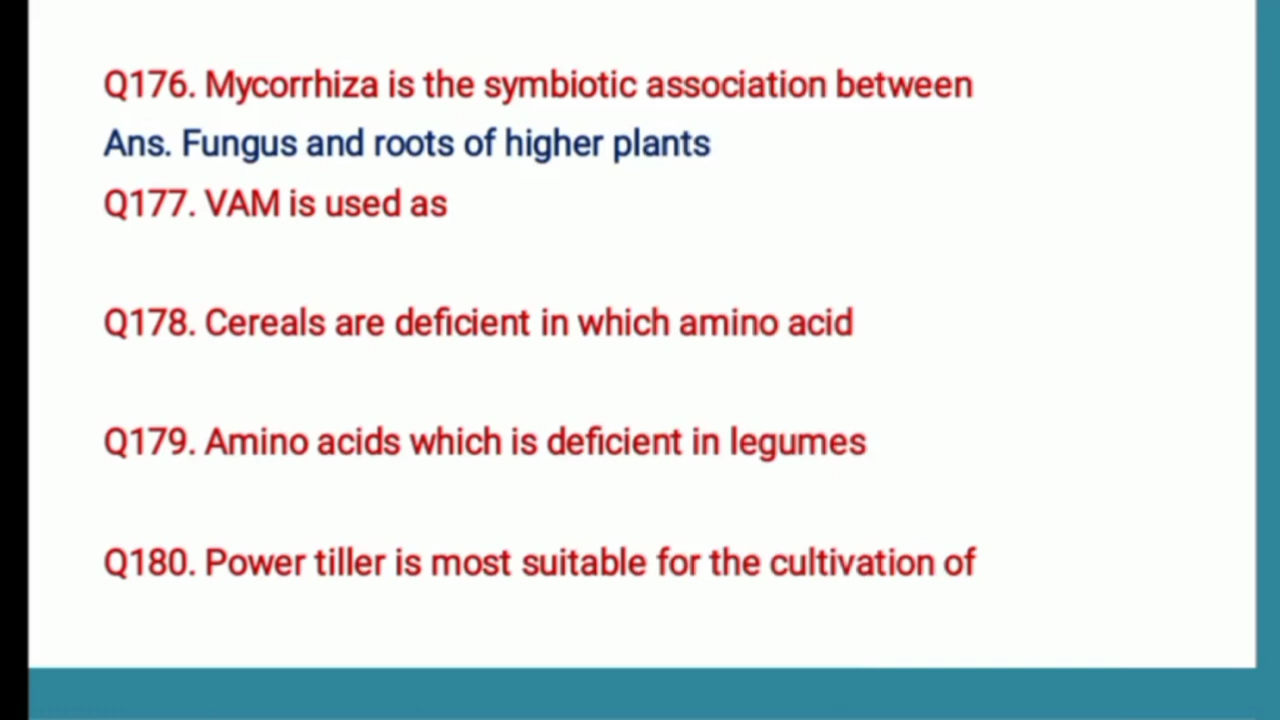 Q176. Mycorrhiza is the symbiotic association between
Ans. Fungus and roots of higher plants
Q177. VAM is used as
Q178. Cereals are deficient in which amino acid
Q179. Amino acids which is deficient in legumes
Q180. Power tiller is most suitable for the cultivation of